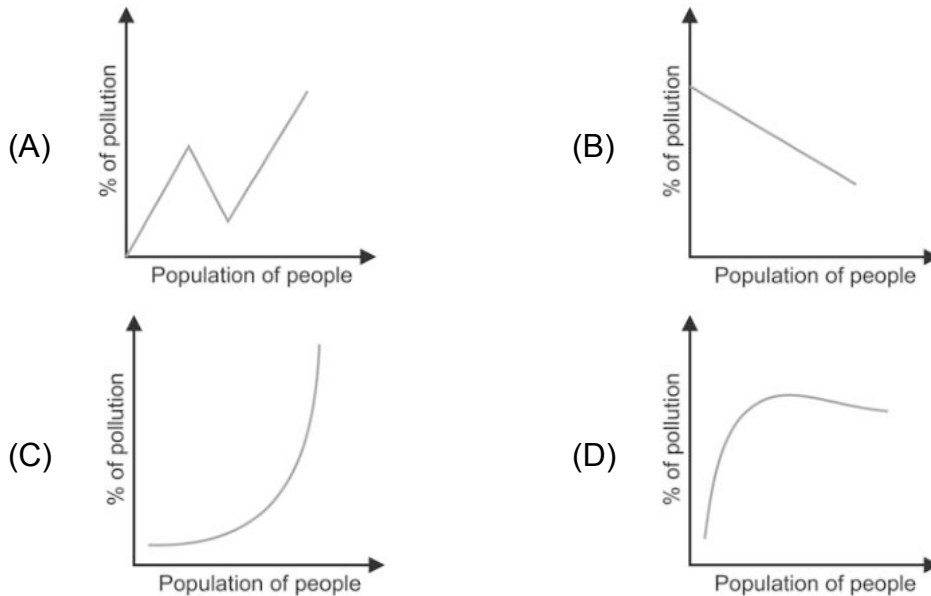 (A)
% of pollution
Population of people
(B)
% of pollution
Population of people
(C)
% of pollution
Population of people
(D)
% of pollution
Population of people